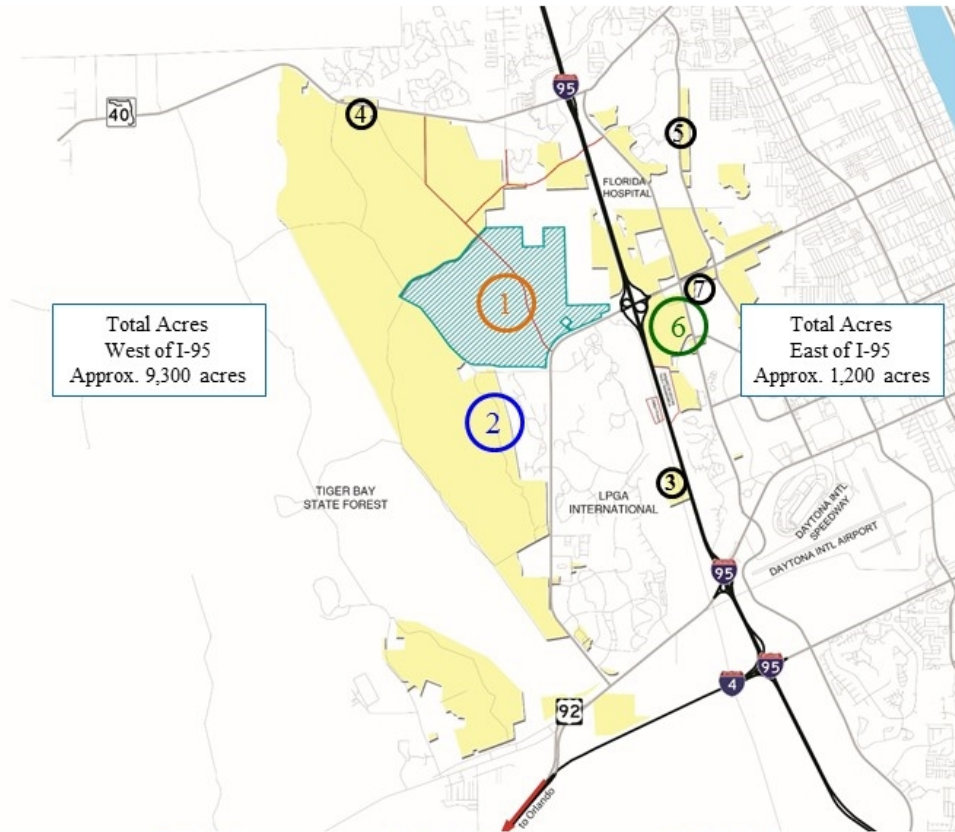 95
40
4
5
FLORIDA
HOSPITAL
1
7
6
Total Acres
West of I-95
Approx. 9,300 acres
Total Acres
East of I-95
Approx. 1,200 acres
2
3
TIGER BAY
STATE FOREST
LPGA
INTERNATIONAL
DAYTONA INTL
SPEEDWAY
DAYTONA INTL AIRPORT
95
95
4
92
to Orlando